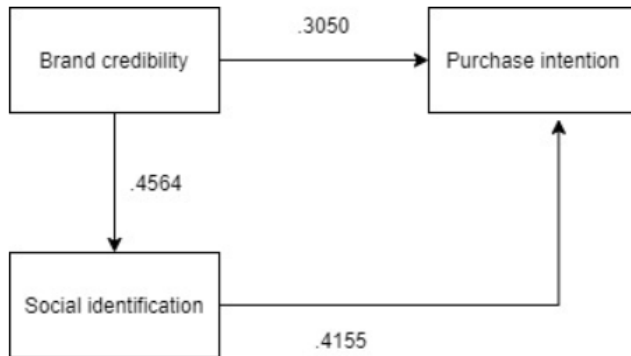 .3050
Brand credibility
Purchase intention
.4564
Social identification
.4155